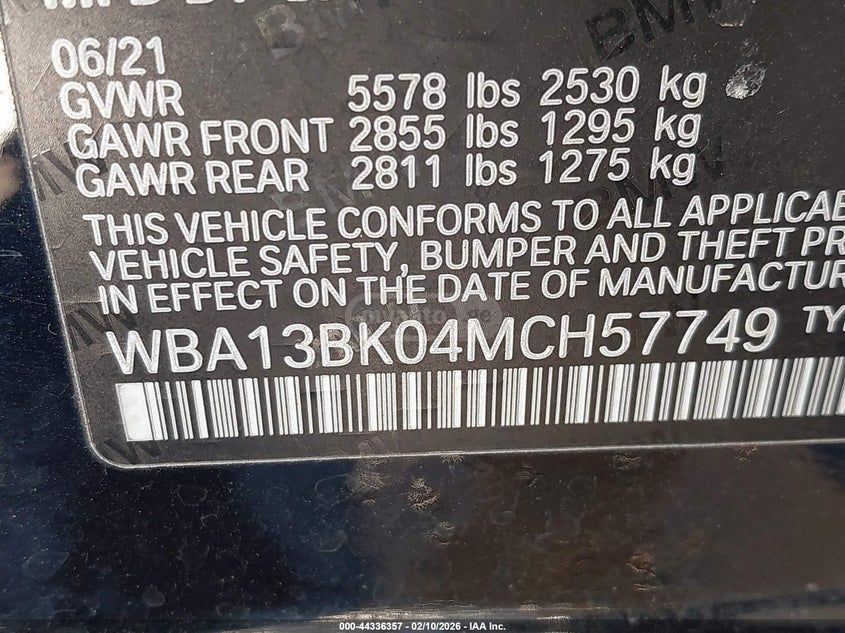 06/21
GVWR 5578 lbs 2530 kg
GAWR FRONT 2855 lbs 1295 kg
GAWR REAR 2811 lbs 1275 kg
THIS VEHICLE CONFORMS TO ALL APPLICAB
VEHICLE SAFETY, BUMPER AND THEFT PR
IN EFFECT ON THE DATE OF MANUFACTUR
WBA13BK04MCH57749 TY
000-44336357 - 02/10/2026 - IAA Inc.